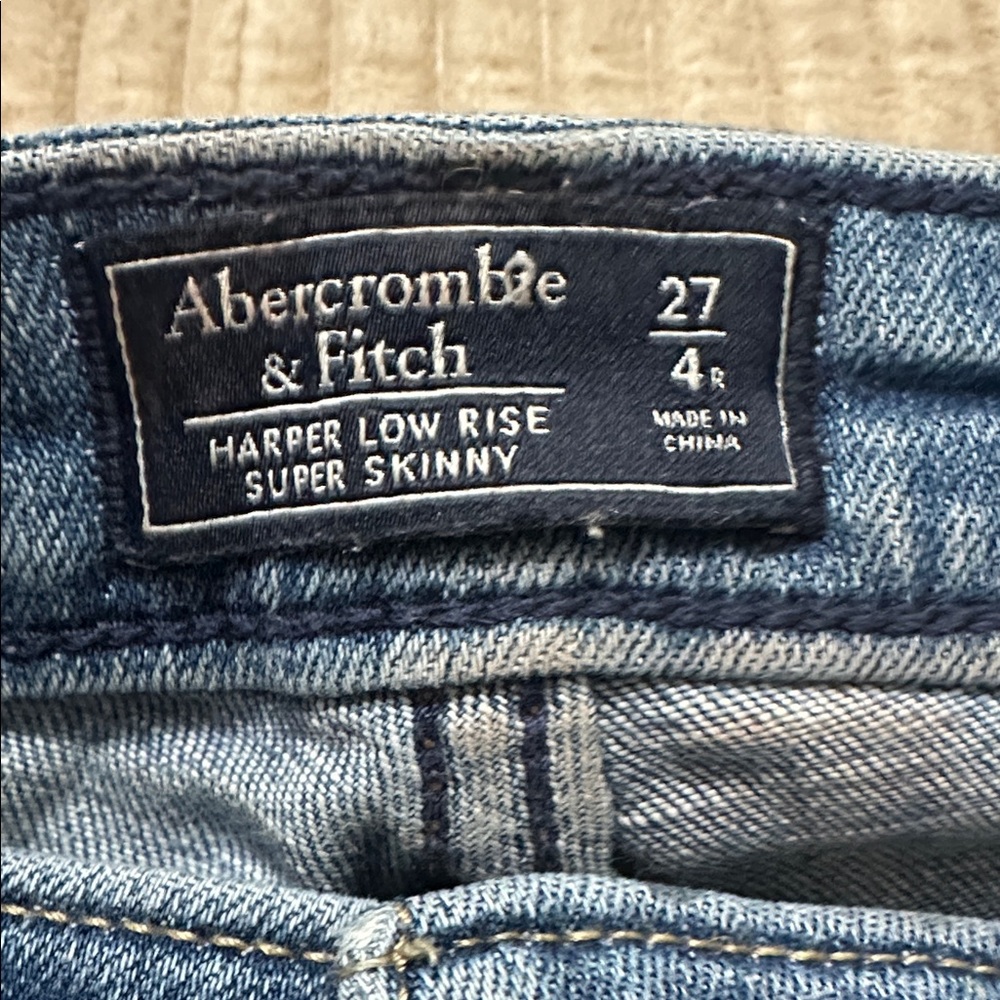 Abercrombie
& Fitch
HARPER LOW RISE
SUPER SKINNY
27
4R
MADE IN
CHINA